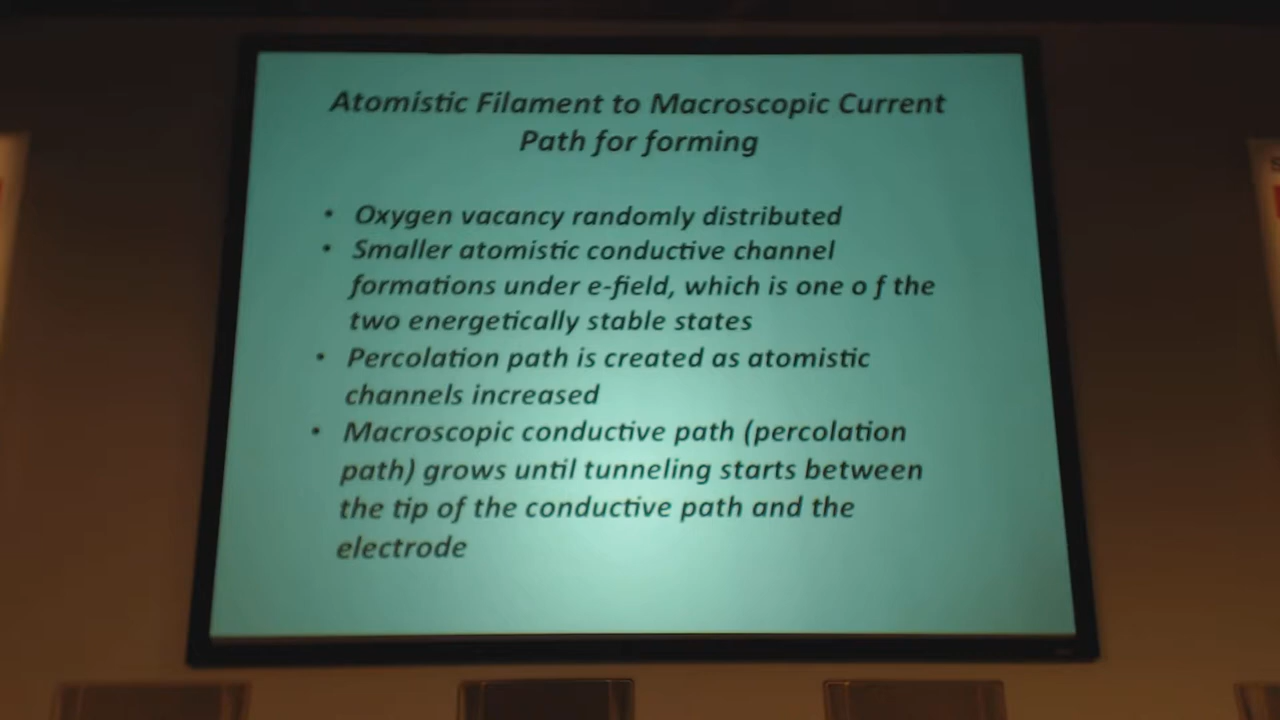 Atomistic Filament to Macroscopic Current
Path for forming
• Oxygen vacancy randomly distributed
• Smaller atomistic conductive channel
formations under e-field, which is one o f the
two energetically stable states
• Percolation path is created as atomistic
channels increased
• Macroscopic conductive path (percolation
path) grows until tunneling starts between
the tip of the conductive path and the
electrode